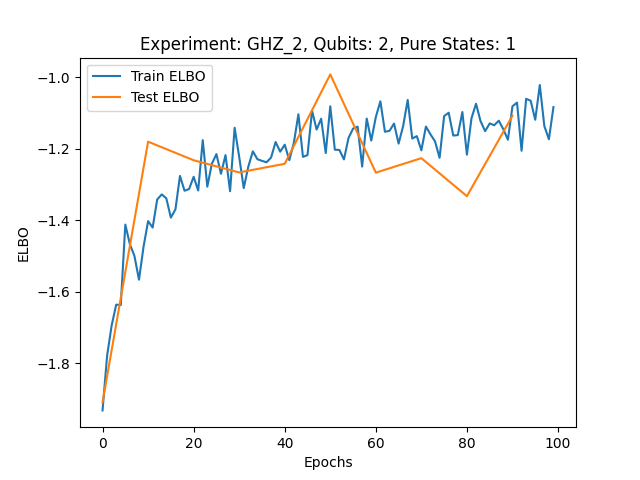 Experiment: GHZ_2, Qubits: 2, Pure States: 1
Train ELBO
Test ELBO
−1.0
−1.2
−1.4
−1.6
−1.8
ELBO
0 20 40 60 80 100
Epochs